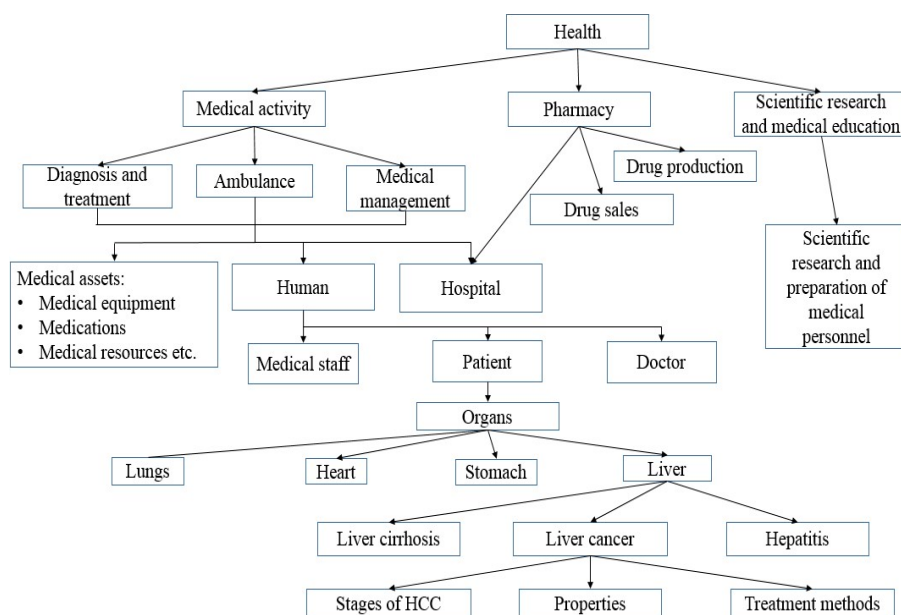 Health
Medical activity
Pharmacy
Scientific research
and medical education
Diagnosis and
treatment
Ambulance
Medical
management
Drug production
Drug sales
Medical assets:
• Medical equipment
• Medications
• Medical resources etc.
Human
Hospital
Scientific
research and
preparation of
medical
personnel
Medical staff
Patient
Doctor
Organs
Lungs
Heart
Stomach
Liver
Liver cirrhosis
Liver cancer
Hepatitis
Stages of HCC
Properties
Treatment methods